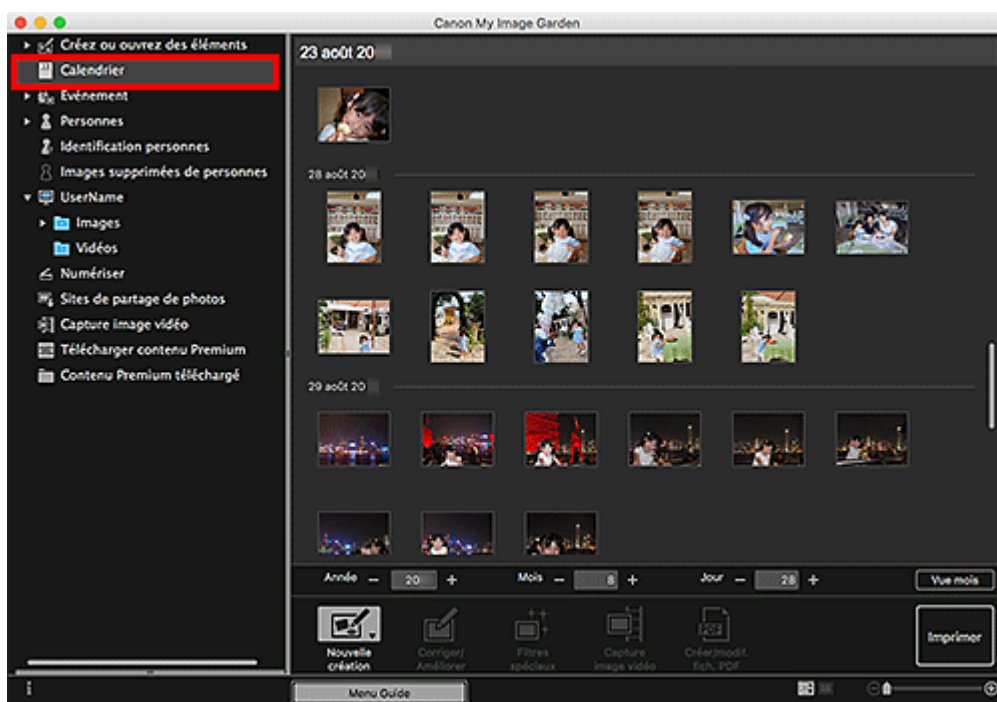 Canon My Image Garden
Créez ou ouvrez des éléments
Calendrier
Evénement
Personnes
Identification personnes
Images supprimées de personnes
UserName
Images
Vidéos
Numériser
Sites de partage de photos
Capture image vidéo
Télécharger contenu Premium
Contenu Premium téléchargé
23 août 20
28 août 20
29 août 20
Année − 20 + Mois − 8 + Jour − 28 + Vue mois
Nouvelle création
Corriger/ Améliorer
Filtres spéciaux
Capture image vidéo
Créer/modif. fich. PDF
PDF
Imprimer
Menu Guide